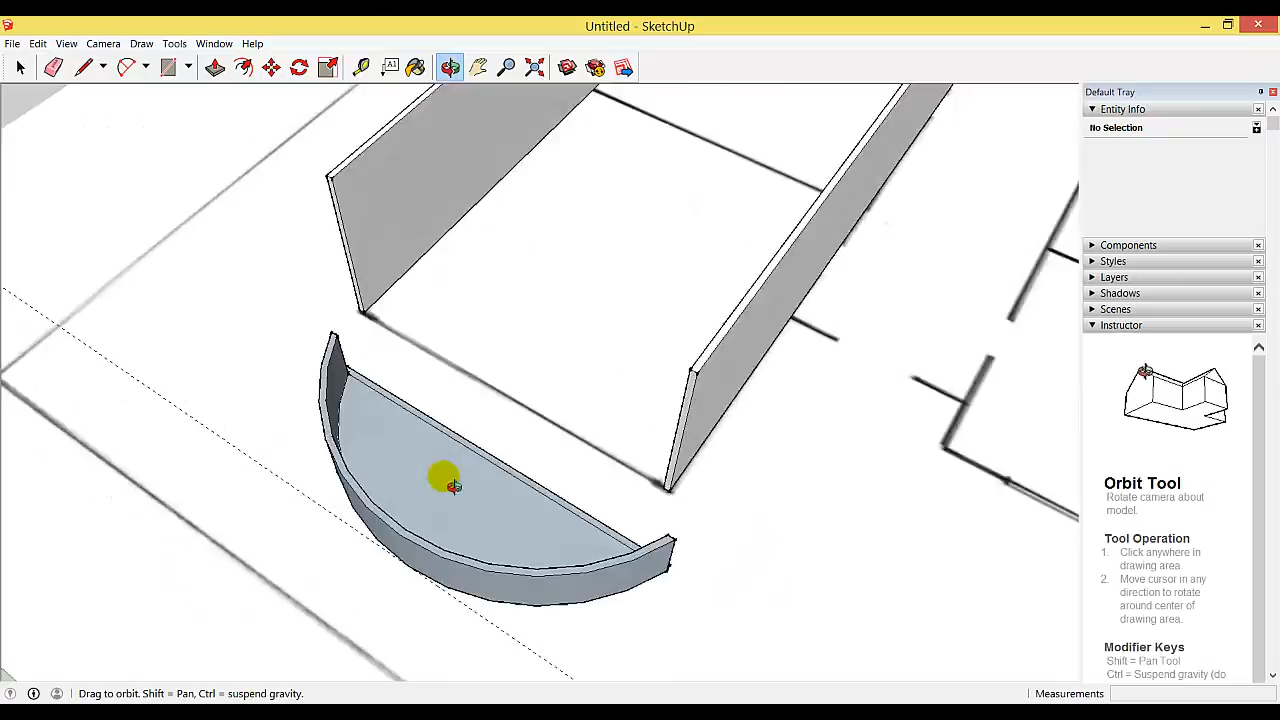 Untitled - SketchUp
File Edit View Camera Draw Tools Window Help
A1
Default Tray
Entity Info
No Selection
Components
Styles
Layers
Shadows
Scenes
Instructor
Orbit Tool
Rotate camera about
model.
Tool Operation
1. Click anywhere in
drawing area.
2. Move cursor in any
direction to rotate
around center of
drawing area.
Modifier Keys
Shift = Pan Tool
Ctrl = Suspend gravity (do
Drag to orbit. Shift = Pan, Ctrl = suspend gravity.
Measurements